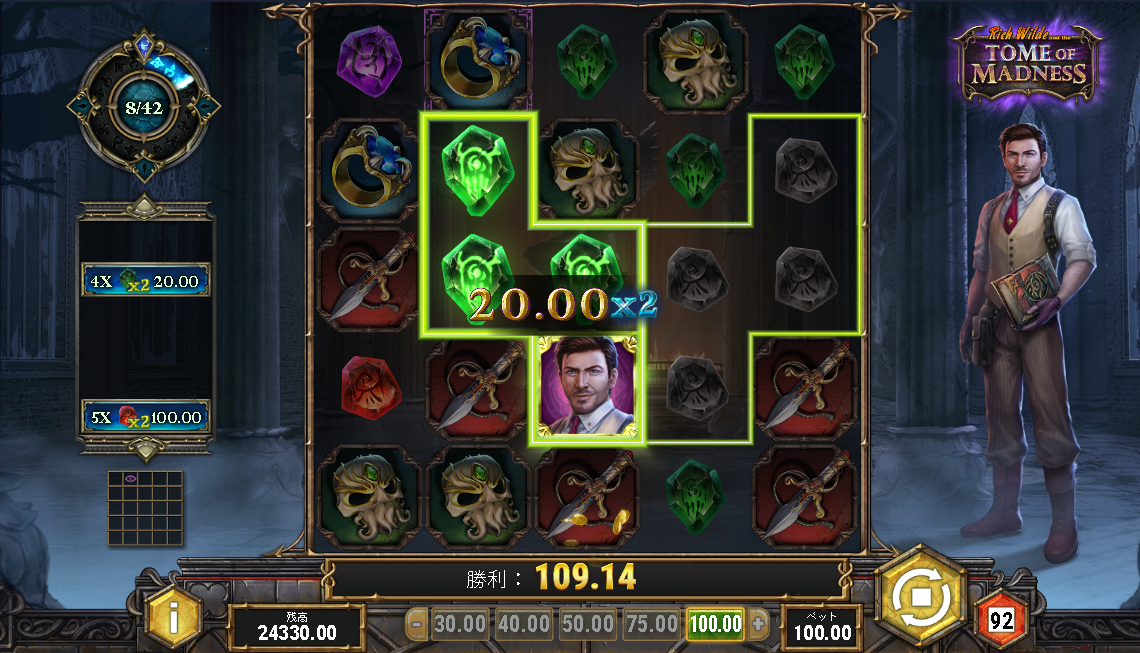 Rich Wilde and the
TOME OF
MADNESS
8/42
4X x2 20.00
20.00x2
5X x2 100.00
勝利： 109.14
残高
24330.00
- 30.00 40.00 50.00 75.00 100.00 +
ベット
100.00
92
i